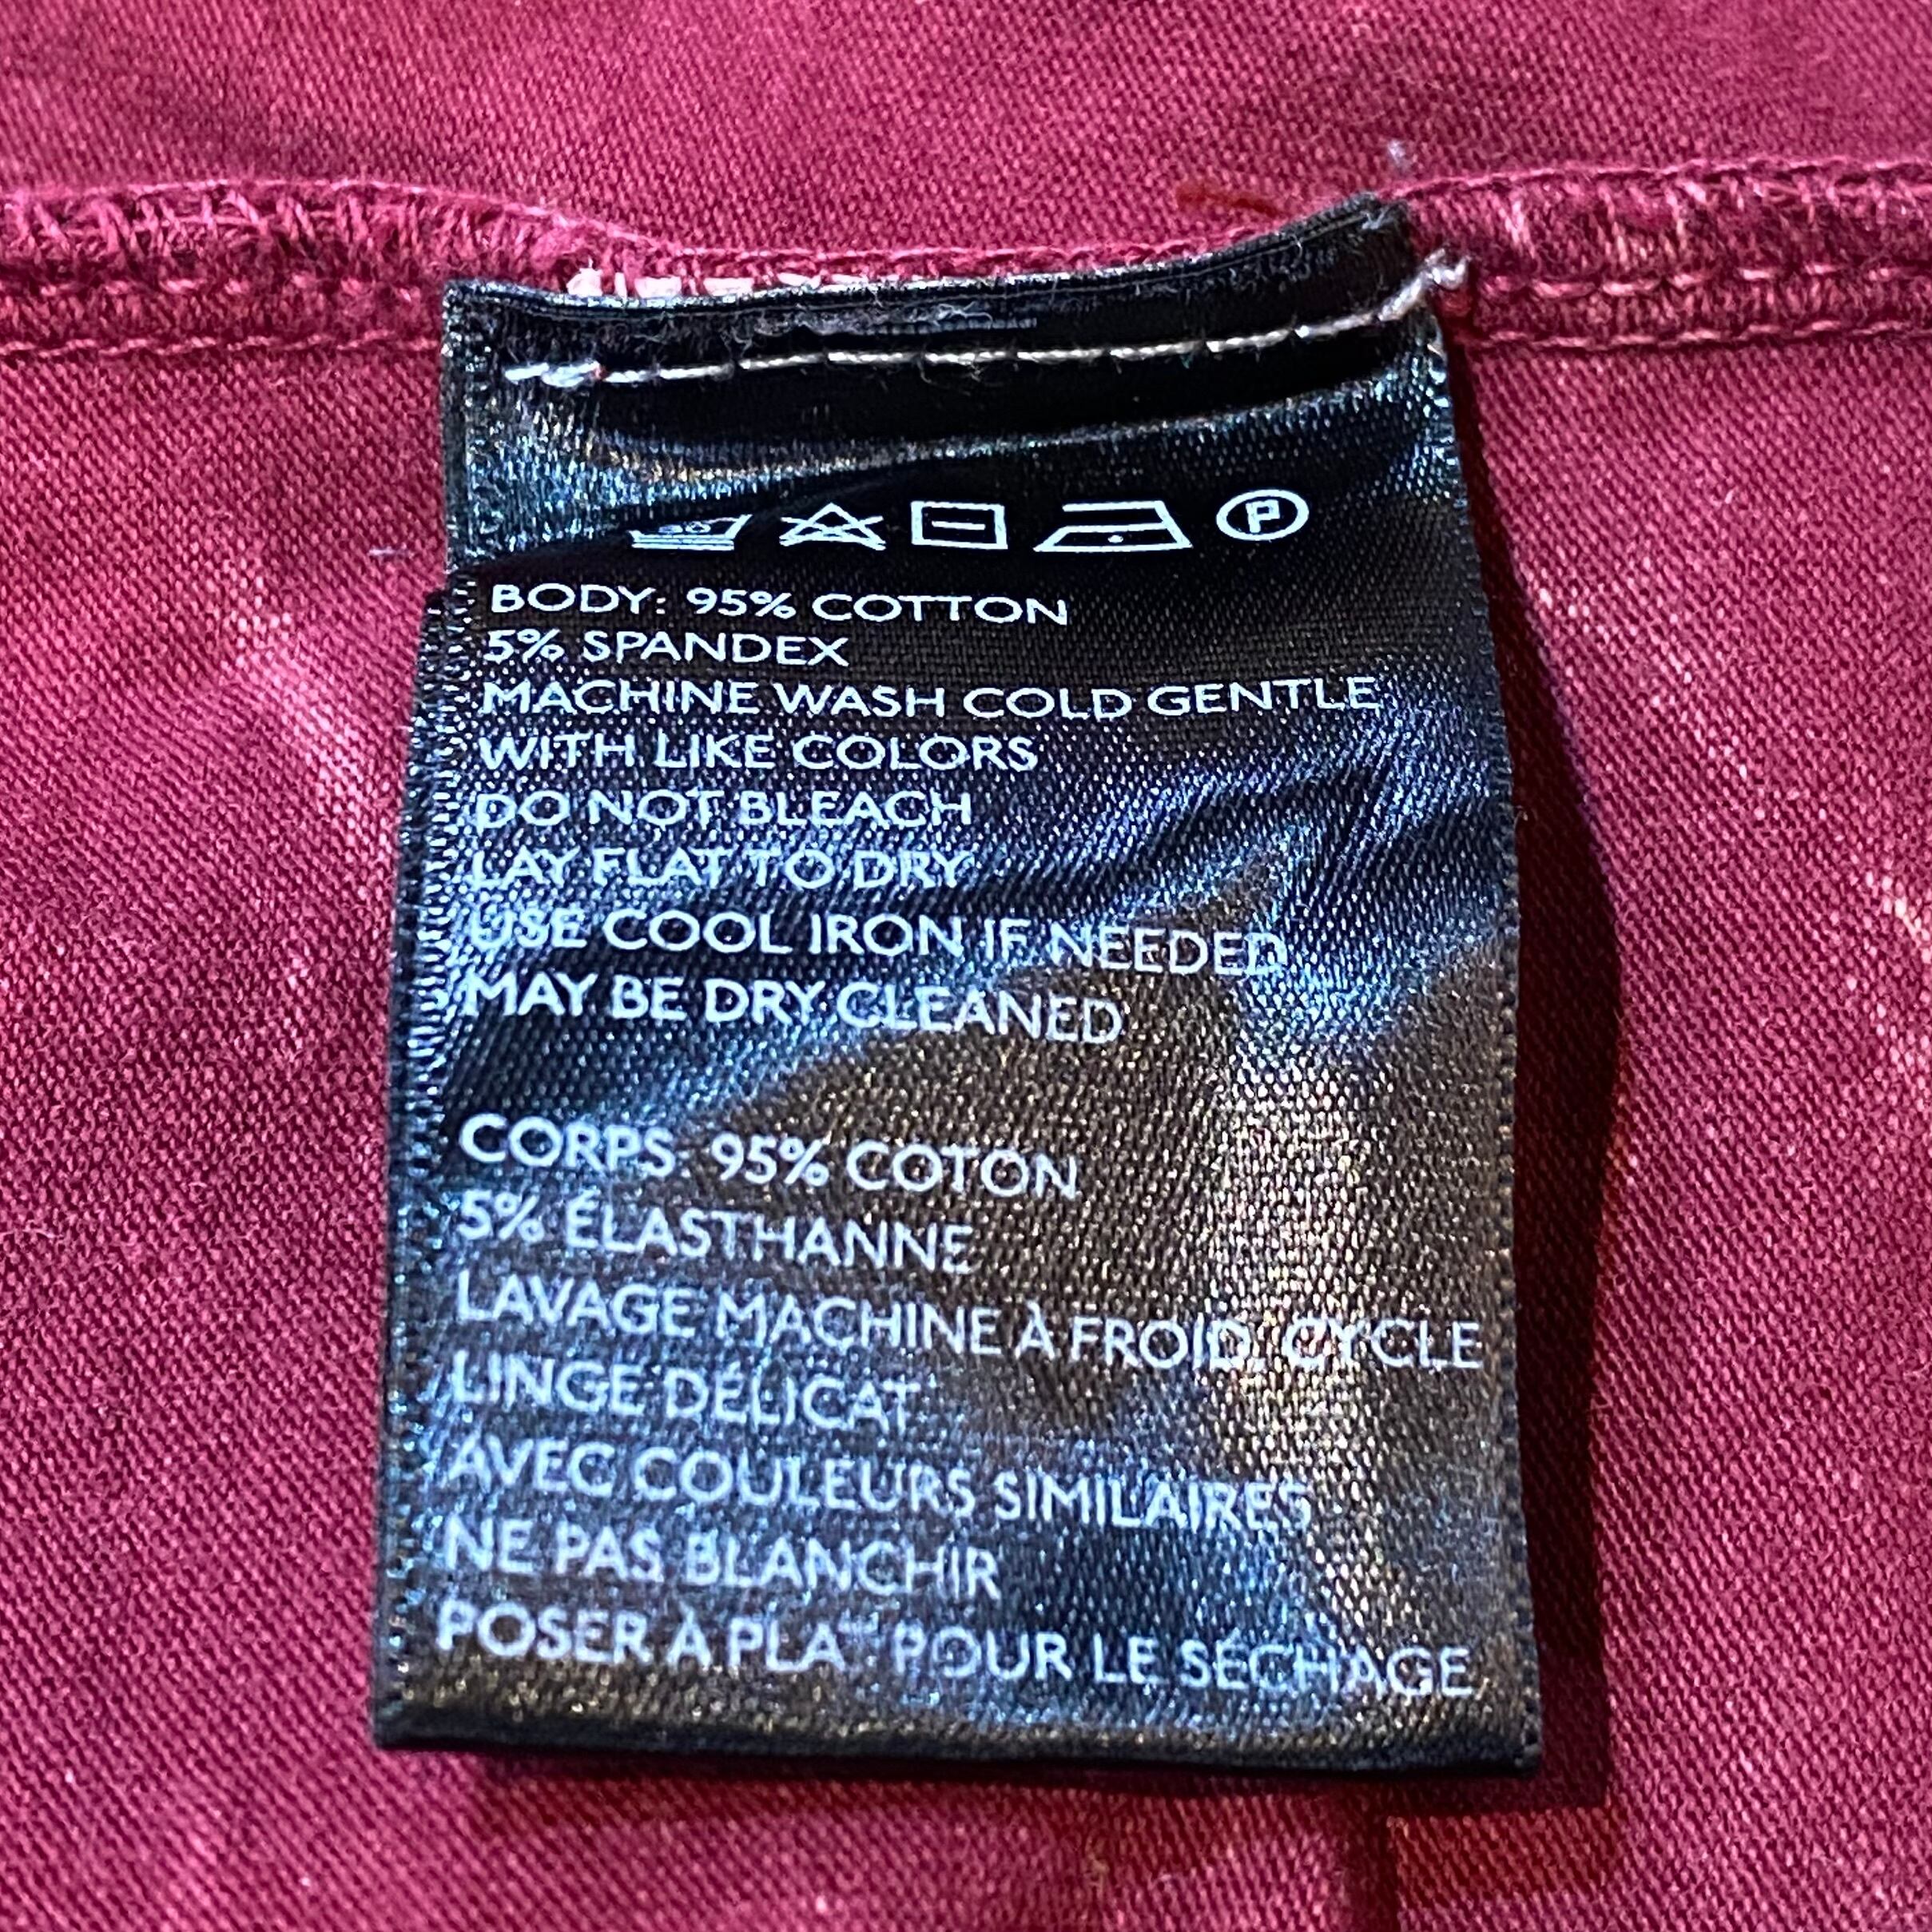 30
P
BODY: 95% COTTON
5% SPANDEX
MACHINE WASH COLD GENTLE
WITH LIKE COLORS
DO NOT BLEACH
LAY FLAT TO DRY
USE COOL IRON IF NEEDED
MAY BE DRY CLEANED
CORPS: 95% COTON
5% ÉLASTHANNE
LAVAGE MACHINE À FROID, CYCLE
LINGE DÉLICAT
AVEC COULEURS SIMILAIRES
NE PAS BLANCHIR
POSER À PLAT POUR LE SÉCHAGE